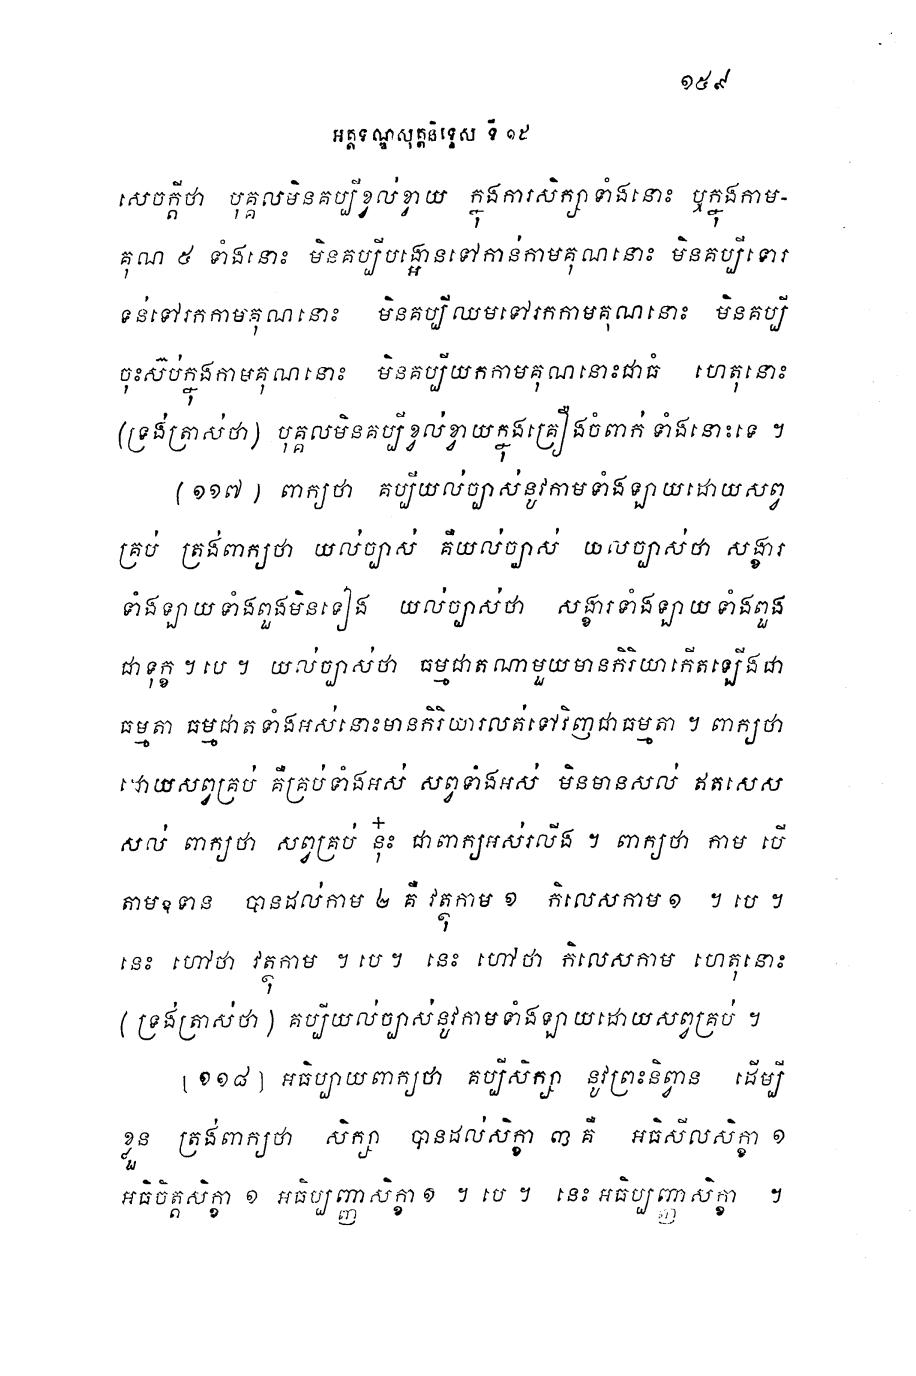 ១៥៩
អត្តទណ្ឌសុត្តនិទ្ទេស ទី ១៥
សេចក្តីថា បុគ្គលមិនគប្បីខ្វល់ខ្វាយ ក្នុងការសិក្សាទាំងនោះ ឬក្នុងកាម-
គុណ ៥ ទាំងនោះ មិនគប្បីបង្អោនទៅកាន់កាមគុណនោះ មិនគប្បីទោរ
ទន់ទៅរកកាមគុណនោះ មិនគប្បីឈមទៅរកកាមគុណនោះ មិនគប្បី
ចុះស៊ប់ក្នុងកាមគុណនោះ មិនគប្បីយកកាមគុណនោះជាធំ ហេតុនោះ
(ទ្រង់ត្រាស់ថា) បុគ្គលមិនគប្បីខ្វល់ខ្វាយក្នុងគ្រឿងចំពាក់ ទាំងនោះទេ ។
(១១៧) ពាក្យថា គប្បីយល់ច្បាស់នូវកាមទាំងឡាយដោយសព្វ
គ្រប់ ត្រង់ពាក្យថា យល់ច្បាស់ គឺយល់ច្បាស់ យលច្បាស់ថា សង្ខារ
ទាំងឡាយទាំងពួងមិនទៀង យល់ច្បាស់ថា សង្ខារទាំងឡាយ ទាំងពួង
ជាទុក្ខ ។ បេ ។ យល់ច្បាស់ថា ធម្មជាតណាមួយមានកិរិយាកើតឡើងជា
ធម្មតា ធម្មជាតទាំងអស់នោះមានកិរិយារលត់ទៅវិញជាធម្មតា ។ ពាក្យថា
ដោយសព្វគ្រប់ គឺគ្រប់ទាំងអស់ សព្វទាំងអស់ មិនមានសល់ ឥតសេស
សល់ ពាក្យថា សព្វគ្រប់ នុ៎ះ ជាពាក្យអស់រលីង ។ ពាក្យថា កាម បើ
តាមឧទាន បានដល់កាម ២ គឺ វត្ថុកាម ១ កិលេសកាម ១ ។ បេ ។
នេះ ហៅថា វត្ថុកាម ។ បេ ។ នេះ ហៅថា កិលេសកាម ហេតុនោះ
(ទ្រង់ត្រាស់ថា) គប្បីយល់ច្បាស់នូវកាមទាំងឡាយដោយសព្វគ្រប់ ។
[១១៨] អធិប្បាយពាក្យថា គប្បីសិក្សា នូវព្រះនិព្វាន ដើម្បី
ខ្លួន ត្រង់ពាក្យថា សិក្សា បានដល់សិក្ខា ៣ គឺ អធិសីលសិក្ខា ១
អធិចិត្តសិក្ខា ១ អធិប្បញ្ញាសិក្ខា ១ ។ បេ ។ នេះ អធិប្បញ្ញាសិក្ខា ។